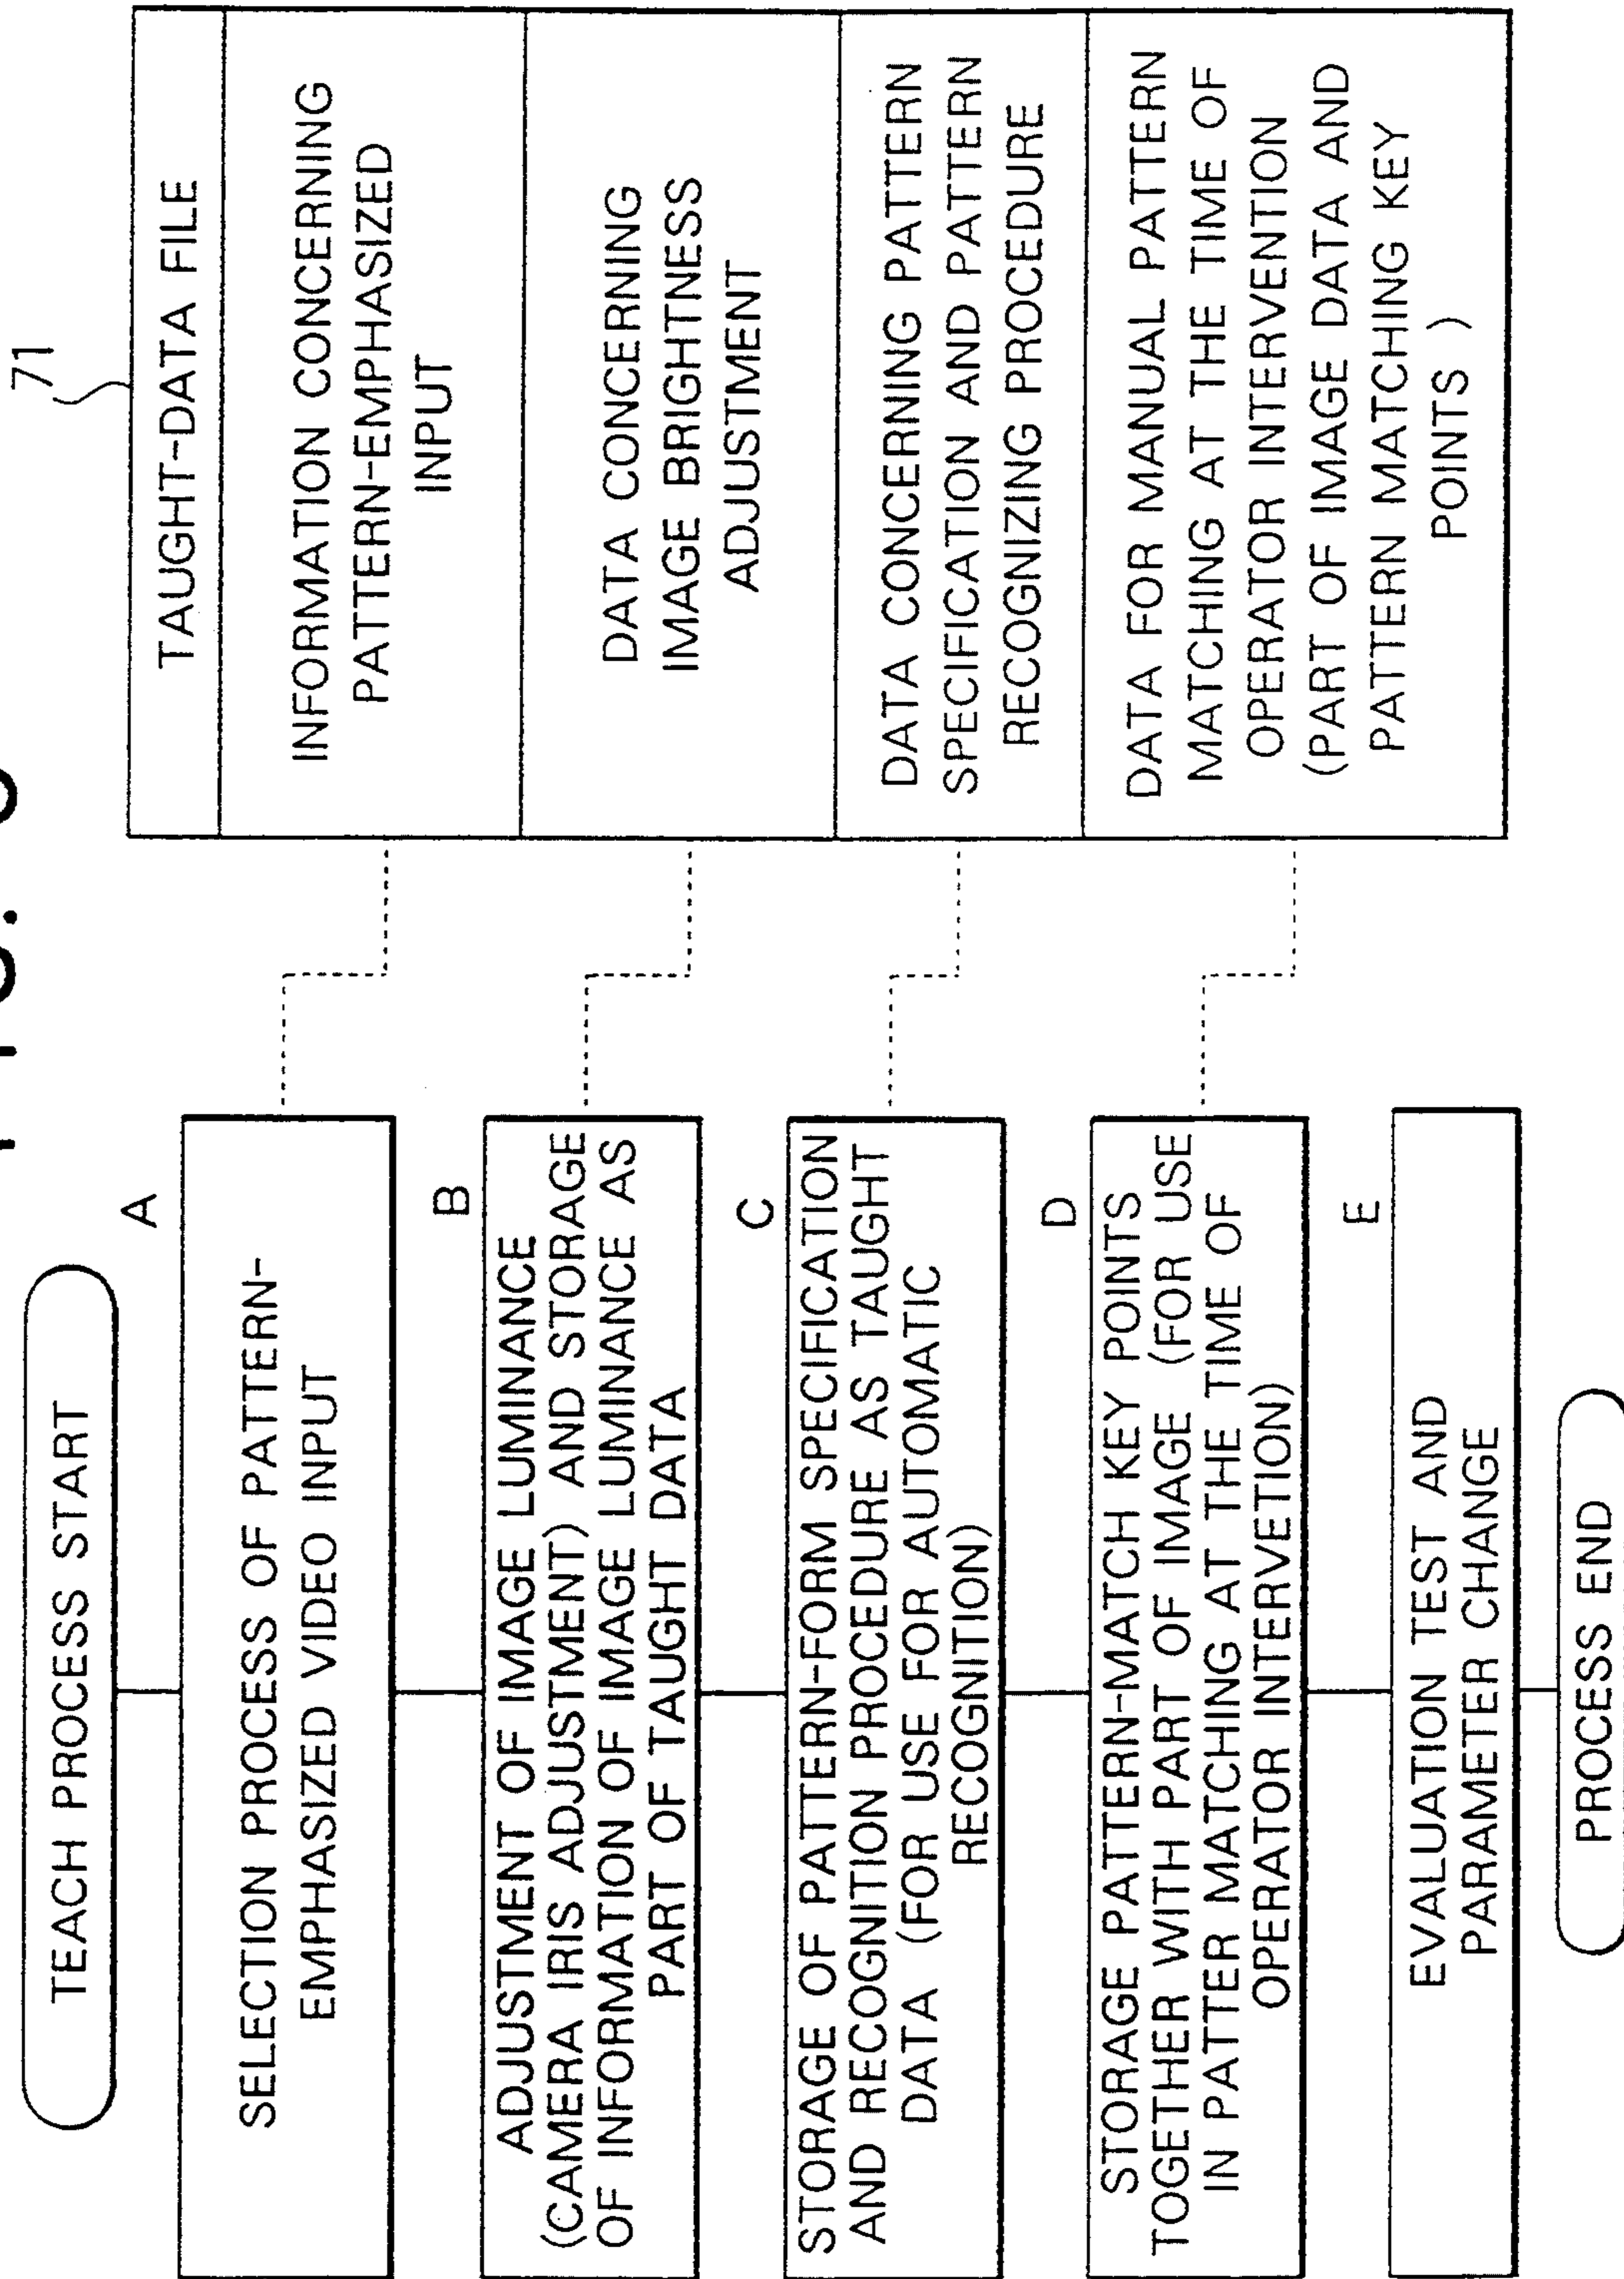 71
TEACH PROCESS START
A
SELECTION PROCESS OF PATTERN-
EMPHASIZED VIDEO INPUT
B
ADJUSTMENT OF IMAGE LUMINANCE
(CAMERA IRIS ADJUSTMENT) AND STORAGE
OF INFORMATION OF IMAGE LUMINANCE AS
PART OF TAUGHT DATA
C
STORAGE OF PATTERN-FORM SPECIFICATION
AND RECOGNITION PROCEDURE AS TAUGHT
DATA (FOR USE FOR AUTOMATIC
RECOGNITION)
D
STORAGE PATTERN-MATCH KEY POINTS
TOGETHER WITH PART OF IMAGE (FOR USE
IN PATTER MATCHING AT THE TIME OF
OPERATOR INTERVETION)
E
EVALUATION TEST AND
PARAMETER CHANGE
PROCESS END
TAUGHT-DATA FILE
INFORMATION CONCERNING
PATTERN-EMPHASIZED
INPUT
DATA CONCERNING
IMAGE BRIGHTNESS
ADJUSTMENT
DATA CONCERNING PATTERN
SPECIFICATION AND PATTERN
RECOGNIZING PROCEDURE
DATA FOR MANUAL PATTERN
MATCHING AT THE TIME OF
OPERATOR INTERVENTION
(PART OF IMAGE DATA AND
PATTERN MATCHING KEY
POINTS )